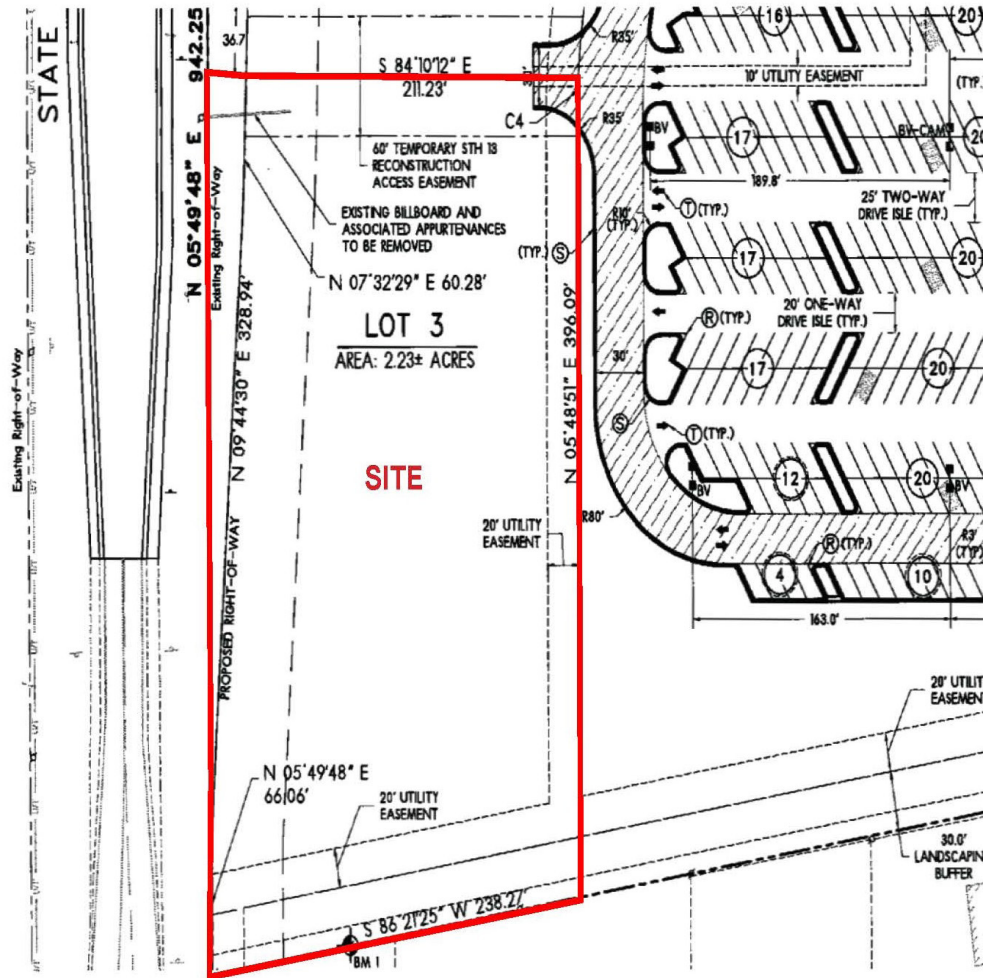 STATE
942.25
N 05°49'48" E
Existing Right-of-Way
Existing Right-of-Way
36.7
S 84°10'12" E
211.23'
R35'
C4
R35'
60' TEMPORARY STH 13
RECONSTRUCTION
ACCESS EASEMENT
EXISTING BILLBOARD AND
ASSOCIATED APPURTENANCES
TO BE REMOVED
N 07°32'29" E 60.28'
LOT 3
AREA: 2.23± ACRES
N 09°44'30" E 328.94'
PROPOSED RIGHT-OF-WAY
N 05°48'51" E 396.09'
SITE
20' UTILITY
EASEMENT
N 05°49'48" E
66.06'
20' UTILITY
EASEMENT
S 86°21'25" W 238.27'
BM 1
16
20
10' UTILITY EASEMENT
(TYP.)
BV
17
BV-CAM
20
189.8'
25' TWO-WAY
DRIVE ISLE (TYP.)
T (TYP.)
R10'
(TYP.)
(TYP.) S
17
20
20' ONE-WAY
DRIVE ISLE (TYP.)
R (TYP.)
30'
17
20
S
T (TYP.)
BV
12
20
BV
R80'
R (TYP.)
R3'
(TYP.)
4
10
163.0'
20' UTILITY
EASEMENT
30.0'
LANDSCAPIN
BUFFER